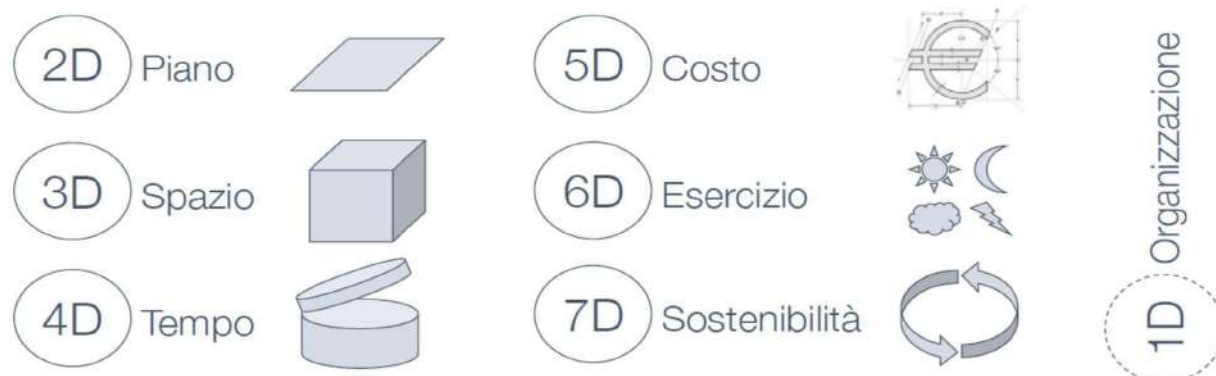 2D Piano
3D Spazio
4D Tempo
5D Costo
6D Esercizio
7D Sostenibilità
1D Organizzazione